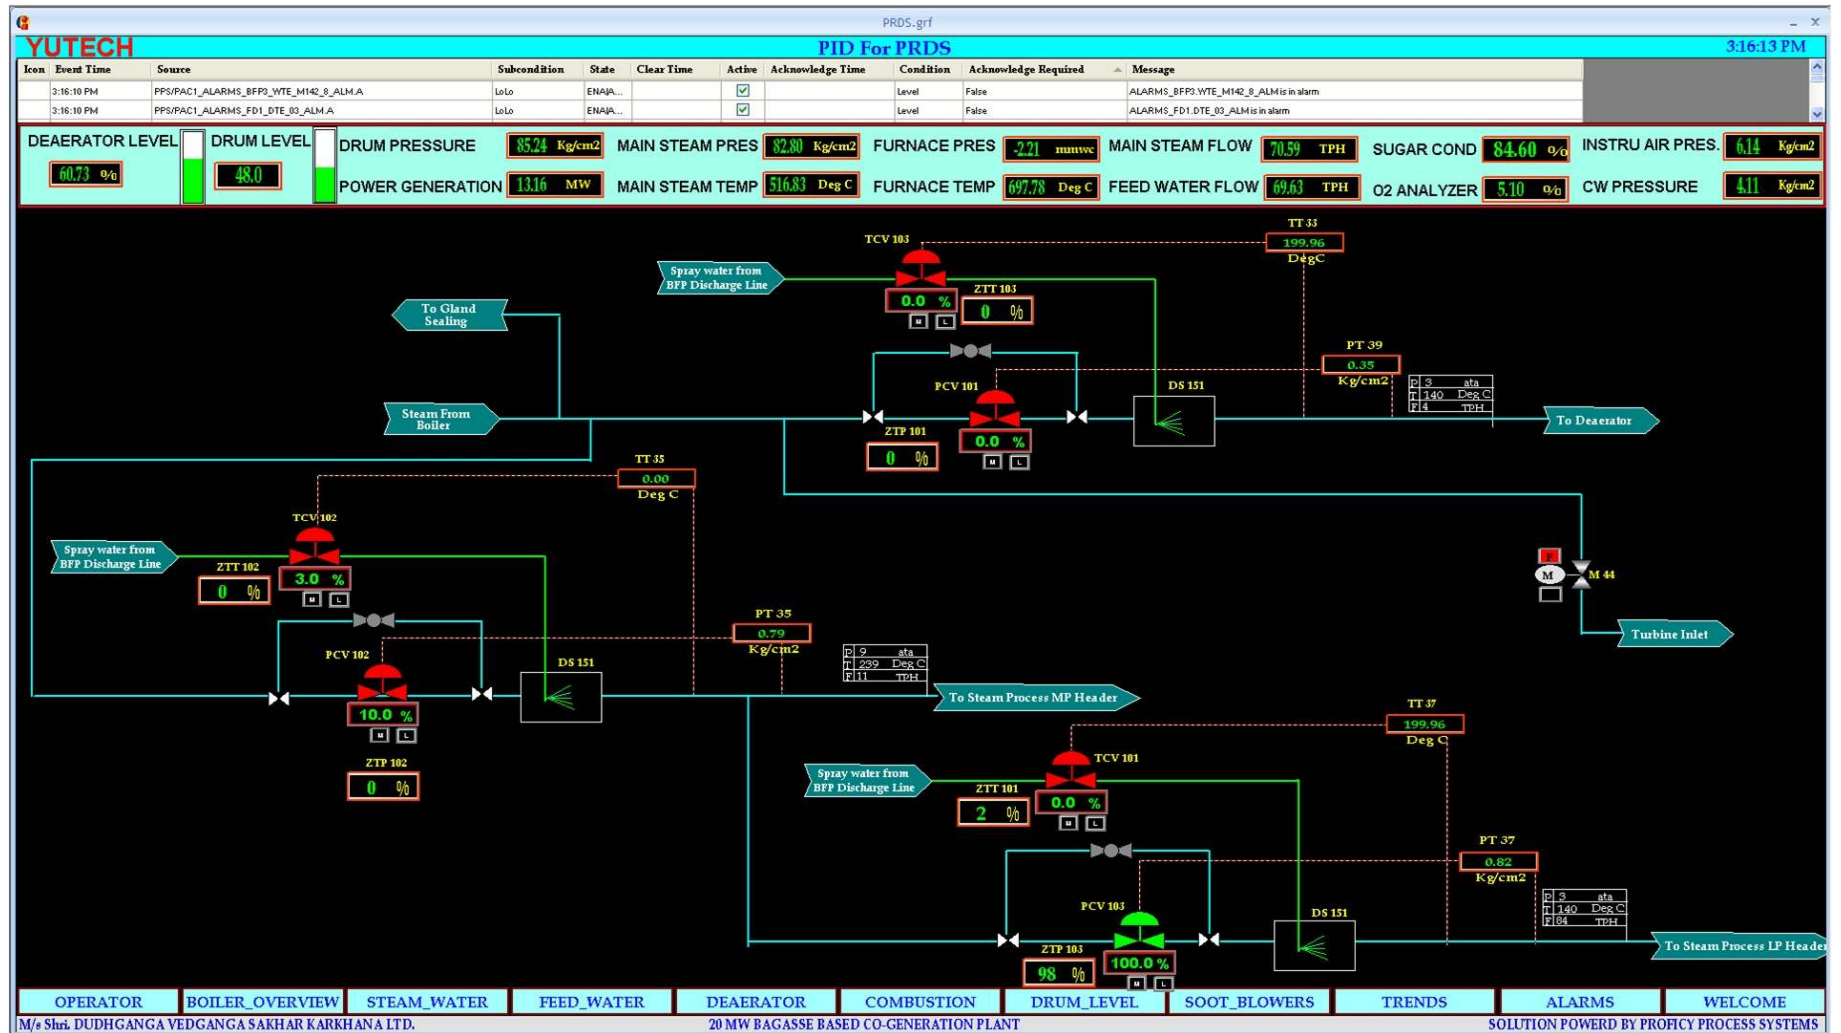 PRDS.grf
YUTECH PID For PRDS 3:16:13 PM
Icon Event Time Source Subcondition State Clear Time Active Acknowledge Time Condition Acknowledge Required Message
3:16:10 PM PPS/PAC1_ALARMS_BFP3_WTE_M142_8_ALM.A LoLo ENA|A... Level False ALARMS_BFP3.WTE_M142_8_ALM is in alarm
3:16:10 PM PPS/PAC1_ALARMS_FD1_DTE_03_ALM.A LoLo ENA|A... Level False ALARMS_FD1.DTE_03_ALM is in alarm
DEAERATOR LEVEL DRUM LEVEL DRUM PRESSURE 85.24 Kg/cm2 MAIN STEAM PRES 82.80 Kg/cm2 FURNACE PRES -2.21 mmwc MAIN STEAM FLOW 70.59 TPH SUGAR COND 84.60 % INSTRU AIR PRES. 6.14 Kg/cm2
60.73 % 48.0 POWER GENERATION 13.16 MW MAIN STEAM TEMP 516.83 Deg C FURNACE TEMP 697.78 Deg C FEED WATER FLOW 69.63 TPH O2 ANALYZER 5.10 % CW PRESSURE 4.11 Kg/cm2
TT 33
199.96
DegC
TCV 103
Spray water from
BFP Discharge Line
0.0 %
M L
ZTT 103
0 %
To Gland
Sealing
PT 39
0.35
Kg/cm2
PCV 101
DS 151
P 3 ata
T 140 Deg C
F 4 TPH
Steam From
Boiler
To Deaerator
ZTP 101
0 %
0.0 %
M L
TT 35
0.00
Deg C
TCV 102
Spray water from
BFP Discharge Line
ZTT 102
0 %
3.0 %
M L
P
M
M 44
Turbine Inlet
PT 35
0.79
Kg/cm2
PCV 102
DS 151
P 9 ata
T 239 Deg C
F 11 TPH
To Steam Process MP Header
10.0 %
M L
ZTP 102
0 %
TT 37
199.96
Deg C
TCV 101
Spray water from
BFP Discharge Line
ZTT 101
2 %
0.0 %
M L
PT 37
0.82
Kg/cm2
PCV 103
DS 151
P 3 ata
T 140 Deg C
F 84 TPH
To Steam Process LP Header
ZTP 103
98 %
100.0 %
M L
OPERATOR BOILER_OVERVIEW STEAM_WATER FEED_WATER DEAERATOR COMBUSTION DRUM_LEVEL SOOT_BLOWERS TRENDS ALARMS WELCOME
M/s Shri. DUDHGANGA VEDGANGA SAKHAR KARKHANA LTD. 20 MW BAGASSE BASED CO-GENERATION PLANT SOLUTION POWERD BY PROFICY PROCESS SYSTEMS